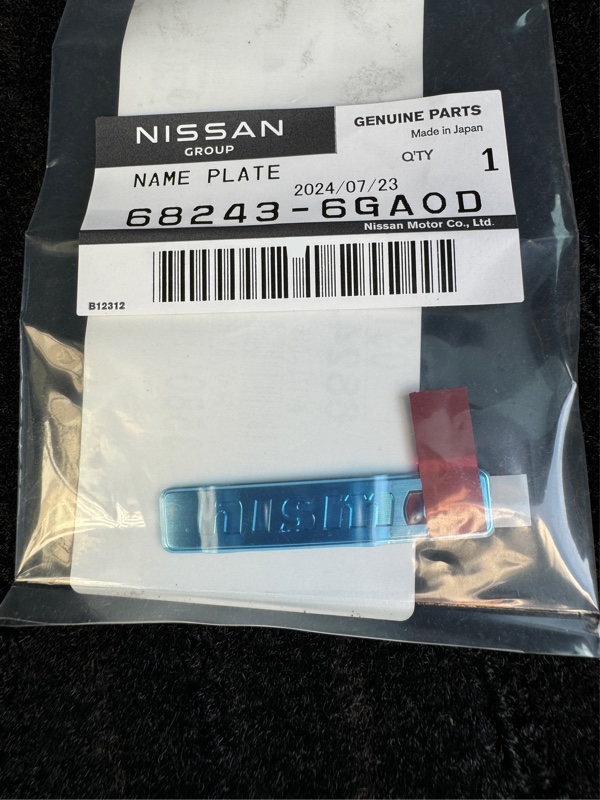 NISSAN
GROUP
GENUINE PARTS
Made in Japan
Q'TY 1
NAME PLATE
2024/07/23
68243-6GA0D
Nissan Motor Co., Ltd.
B12312
nismo